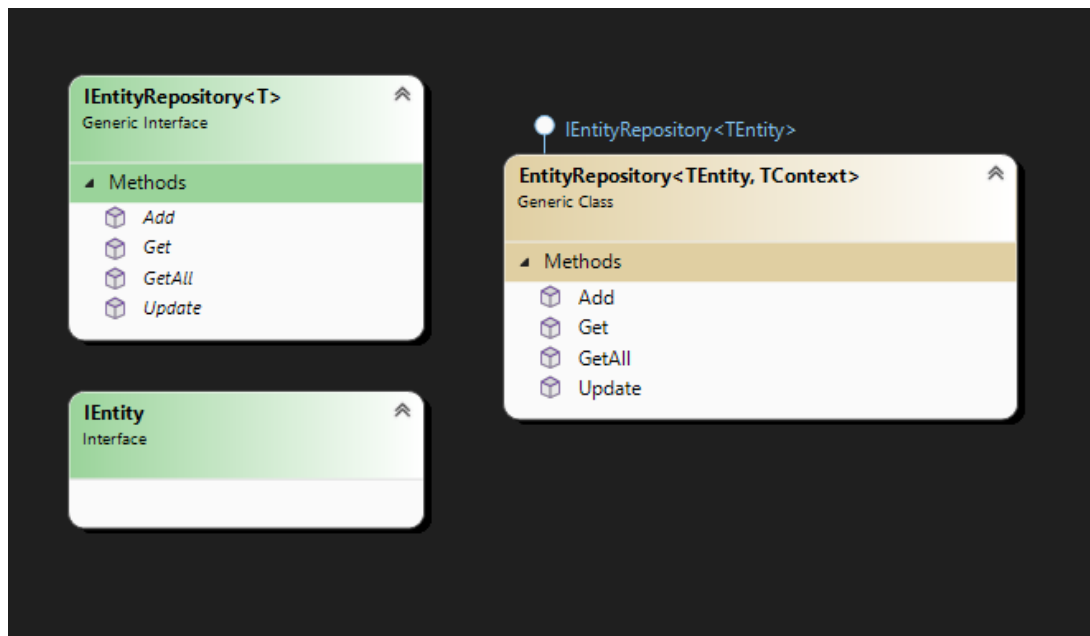 IEntityRepository<T>
Generic Interface
Methods
Add
Get
GetAll
Update
IEntity
Interface
IEntityRepository<TEntity>
EntityRepository<TEntity, TContext>
Generic Class
Methods
Add
Get
GetAll
Update